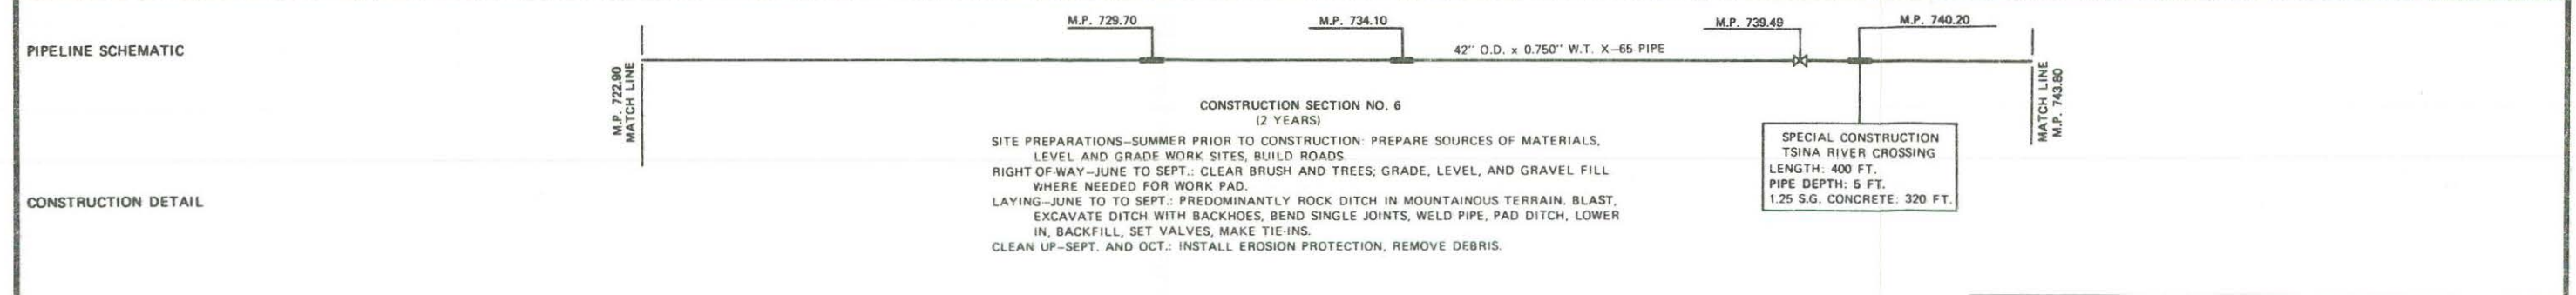 PIPELINE SCHEMATIC
M.P. 722.90
MATCH LINE
M.P. 729.70
M.P. 734.10
42" O.D. x 0.750" W.T. X-65 PIPE
M.P. 739.49
M.P. 740.20
MATCH LINE
M.P. 743.80
CONSTRUCTION DETAIL
CONSTRUCTION SECTION NO. 6
(2 YEARS)
SITE PREPARATIONS-SUMMER PRIOR TO CONSTRUCTION: PREPARE SOURCES OF MATERIALS,
LEVEL AND GRADE WORK SITES, BUILD ROADS
RIGHT OF-WAY-JUNE TO SEPT.: CLEAR BRUSH AND TREES; GRADE, LEVEL, AND GRAVEL FILL
WHERE NEEDED FOR WORK PAD.
LAYING-JUNE TO TO SEPT.: PREDOMINANTLY ROCK DITCH IN MOUNTAINOUS TERRAIN. BLAST,
EXCAVATE DITCH WITH BACKHOES, BEND SINGLE JOINTS, WELD PIPE, PAD DITCH, LOWER
IN, BACKFILL, SET VALVES, MAKE TIE-INS.
CLEAN UP-SEPT. AND OCT.: INSTALL EROSION PROTECTION, REMOVE DEBRIS.
SPECIAL CONSTRUCTION
TSINA RIVER CROSSING
LENGTH: 400 FT.
PIPE DEPTH: 5 FT.
1.25 S.G. CONCRETE: 320 FT.